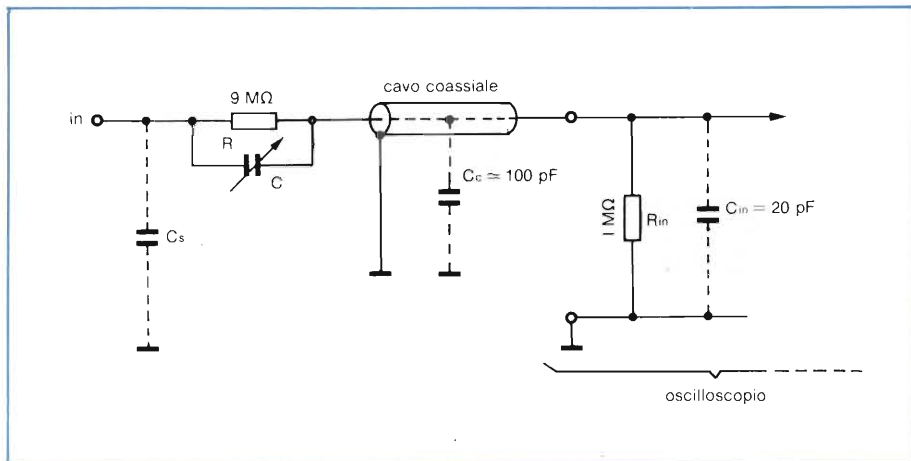 cavo coassiale
9 MΩ
in
R
C
Cs
Cc ≃ 100 pF
1 MΩ
Rin
Cin = 20 pF
oscilloscopio